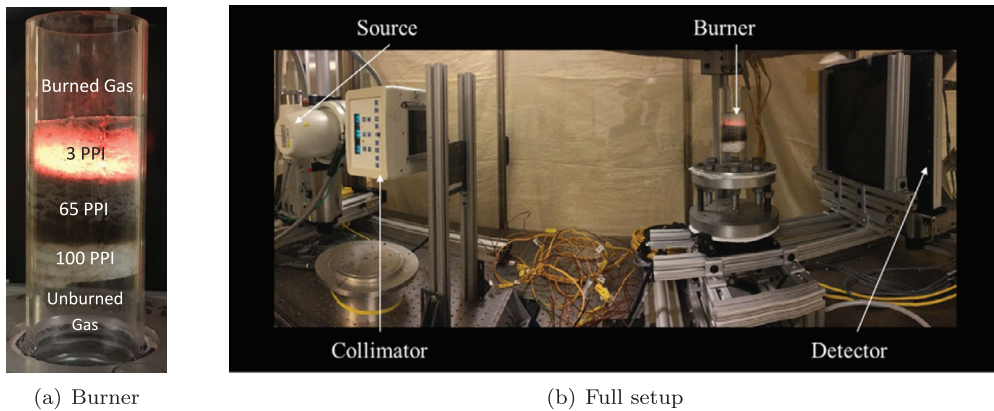 Burned Gas
3 PPI
65 PPI
100 PPI
Unburned
Gas
(a) Burner
Source
Burner
Collimator
Detector
(b) Full setup